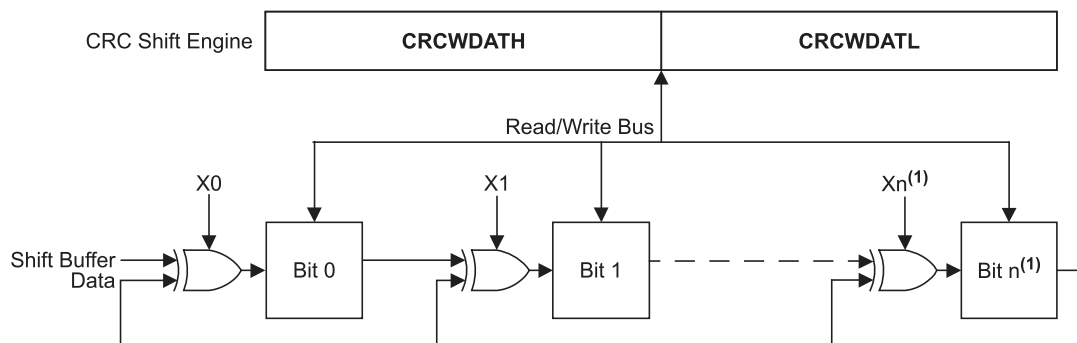 CRC Shift Engine
CRCWDATH
CRCWDATL
Read/Write Bus
X0
X1
Xn(1)
Shift Buffer
Data
Bit 0
Bit 1
Bit n(1)